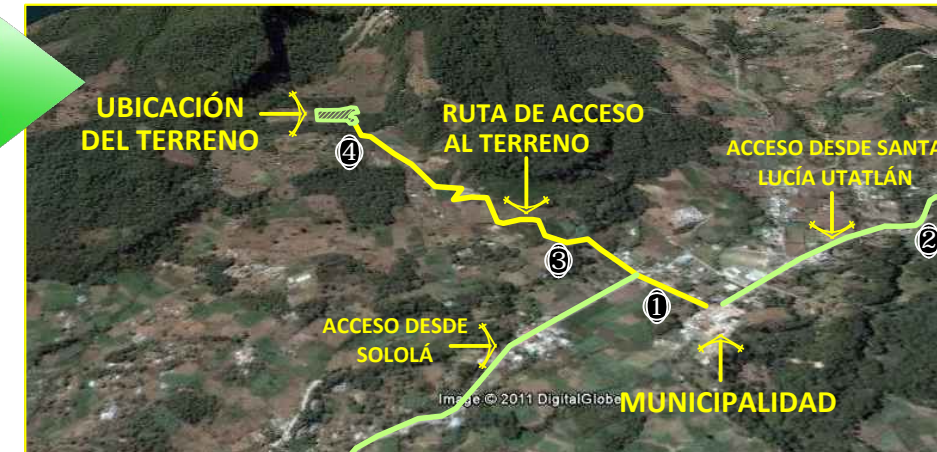 UBICACIÓN
DEL TERRENO
RUTA DE ACCESO
AL TERRENO
ACCESO DESDE SANTA
LUCÍA UTATLÁN
4
2
3
1
ACCESO DESDE
SOLOLÁ
Image © 2011 DigitalGlobe
MUNICIPALIDAD